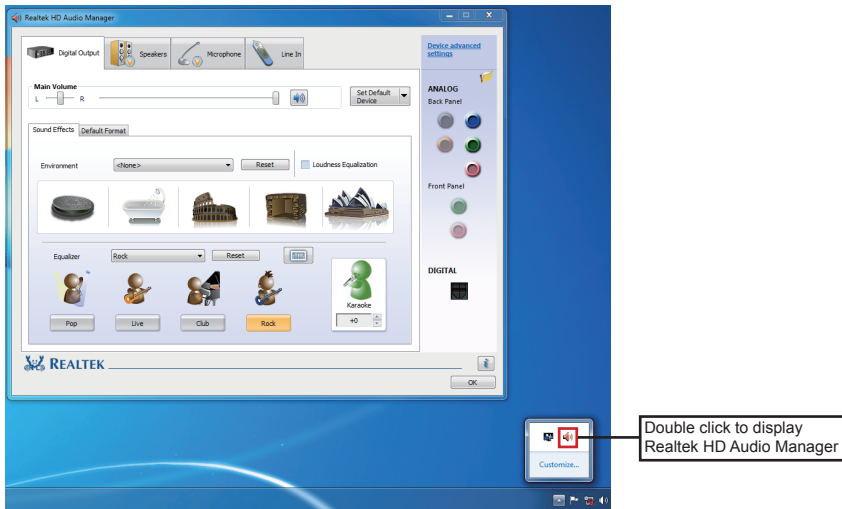 Realtek HD Audio Manager
Digital Output
Speakers
Microphone
Line In
Device advanced
settings
Main Volume
L
R
Set Default
Device
ANALOG
Back Panel
Sound Effects
Default Format
Environment
<None>
Reset
Loudness Equalization
Front Panel
Equalizer
Rock
Reset
DIGITAL
Karaoke
Pop
Live
Club
Rock
+0
REALTEK
i
OK
Double click to display
Realtek HD Audio Manager
Customize...